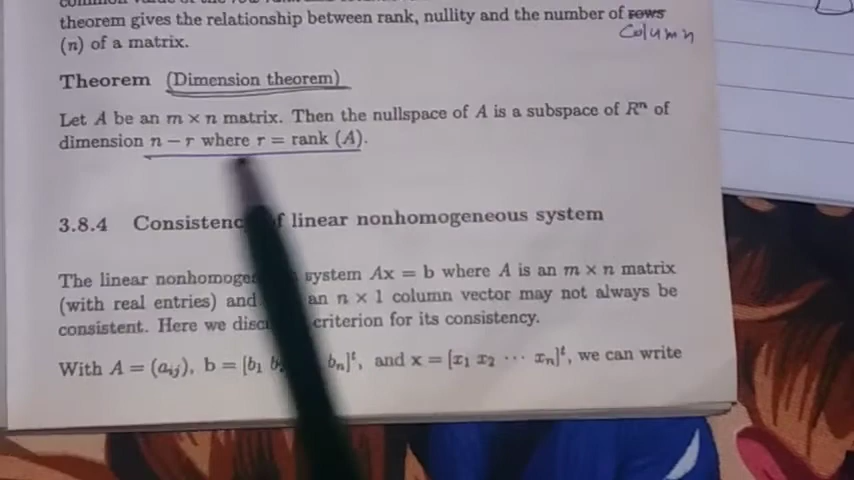 theorem gives the relationship between rank, nullity and the number of rows
column
(n) of a matrix.
Theorem (Dimension theorem)
Let A be an m × n matrix. Then the nullspace of A is a subspace of Rⁿ of
dimension n − r where r = rank (A).
3.8.4 Consistency of linear nonhomogeneous system
The linear nonhomoge system Ax = b where A is an m × n matrix
(with real entries) and an n × 1 column vector may not always be
consistent. Here we disc criterion for its consistency.
With A = (aᵢⱼ), b = [b₁ b bₙ]ᵗ, and x = [x₁ x₂ ⋯ xₙ]ᵗ, we can write